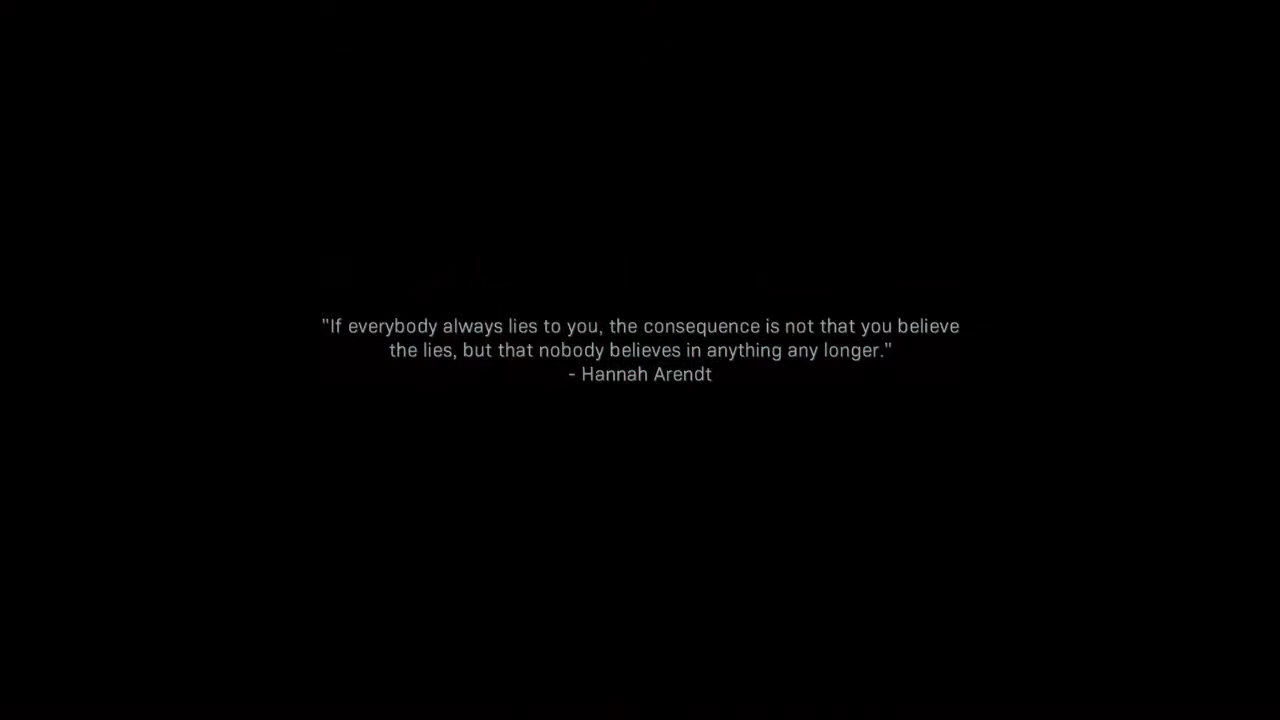 "If everybody always lies to you, the consequence is not that you believe
the lies, but that nobody believes in anything any longer."
- Hannah Arendt